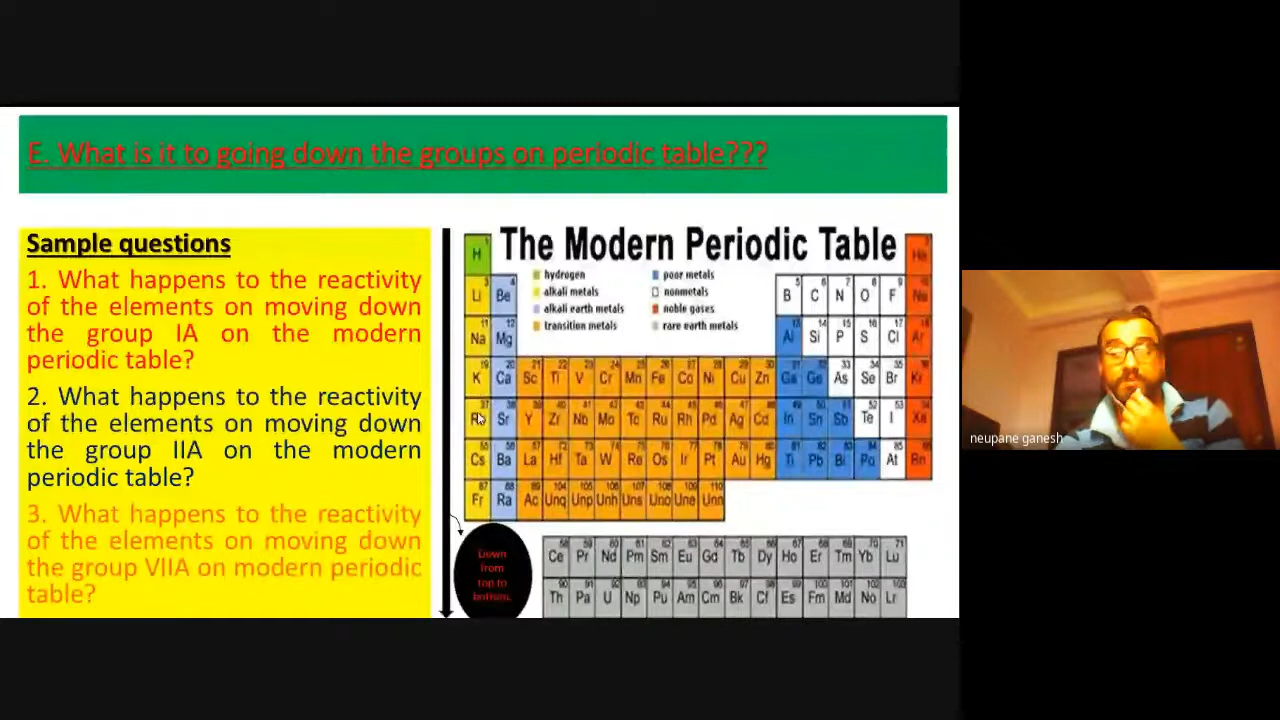 E. What is it to going down the groups on periodic table???
Sample questions
1. What happens to the reactivity
of the elements on moving down
the group IA on the modern
periodic table?
2. What happens to the reactivity
of the elements on moving down
the group IIA on the modern
periodic table?
3. What happens to the reactivity
of the elements on moving down
the group VIIA on modern periodic
table?
The Modern Periodic Table
hydrogen
alkali metals
alkali earth metals
transition metals
poor metals
nonmetals
noble gases
rare earth metals
H He
Li Be B C N O F Ne
Na Mg Al Si P S Cl Ar
K Ca Sc Ti V Cr Mn Fe Co Ni Cu Zn Ga Ge As Se Br Kr
Sr Y Zr Nb Mo Tc Ru Rh Pd Ag Cd In Sn Sb Te I Xe
Cs Ba La Hf Ta W Re Os Ir Pt Au Hg Pb Bi Po At Rn
Fr Ra Ac Unq Unp Unh Uns Uno Une Unn
Ce Pr Nd Pm Sm Eu Gd Tb Dy Ho Er Tm Yb Lu
Th Pa U Np Pu Am Cm Bk Cf Es Fm Md No Lr
Down
from
top to
bottom.
neupane ganesh